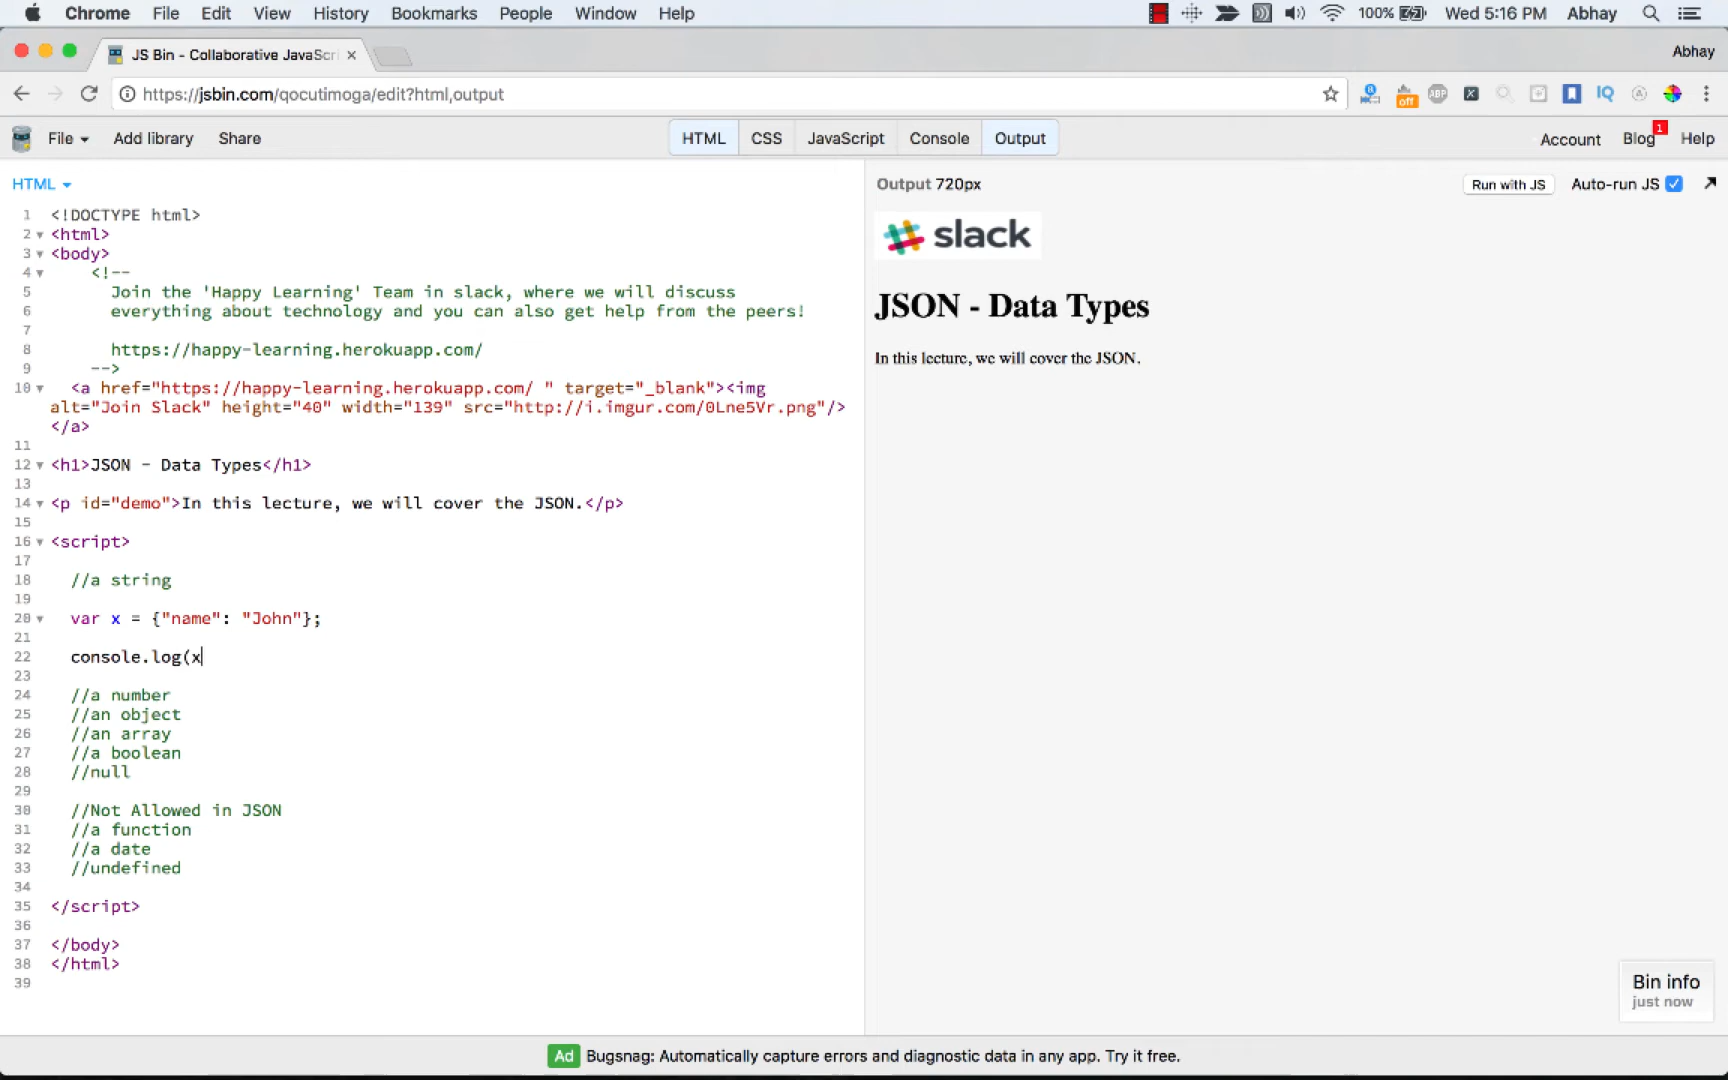 Chrome File Edit View History Bookmarks People Window Help 100% Wed 5:16 PM Abhay
JS Bin - Collaborative JavaScri Abhay
https://jsbin.com/qocutimoga/edit?html,output off ABP X IQ A
File Add library Share HTML CSS JavaScript Console Output Account Blog 1 Help
HTML
1 <!DOCTYPE html>
2 <html>
3 <body>
4 <!--
5 Join the 'Happy Learning' Team in slack, where we will discuss
6 everything about technology and you can also get help from the peers!
7
8 https://happy-learning.herokuapp.com/
9 -->
10 <a href="https://happy-learning.herokuapp.com/ " target="_blank"><img
alt="Join Slack" height="40" width="139" src="http://i.imgur.com/0Lne5Vr.png"/>
</a>
11
12 <h1>JSON - Data Types</h1>
13
14 <p id="demo">In this lecture, we will cover the JSON.</p>
15
16 <script>
17
18 //a string
19
20 var x = {"name": "John"};
21
22 console.log(x
23
24 //a number
25 //an object
26 //an array
27 //a boolean
28 //null
29
30 //Not Allowed in JSON
31 //a function
32 //a date
33 //undefined
34
35 </script>
36
37 </body>
38 </html>
39
Output 720px Run with JS Auto-run JS
slack
JSON - Data Types
In this lecture, we will cover the JSON.
Bin info
just now
Ad Bugsnag: Automatically capture errors and diagnostic data in any app. Try it free.